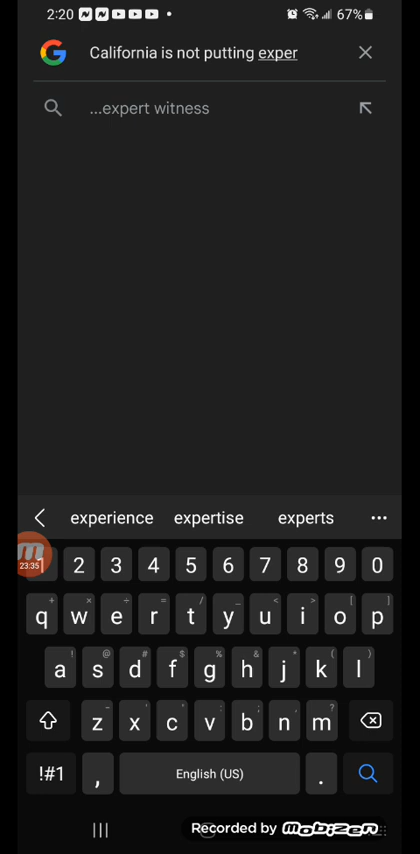 2:20 67%
California is not putting exper
...expert witness
experience expertise experts ...
23:35
1 2 3 4 5 6 7 8 9 0
q w e r t y u i o p
a s d f g h j k l
z x c v b n m
!#1 , English (US) .
Recorded by mobizen